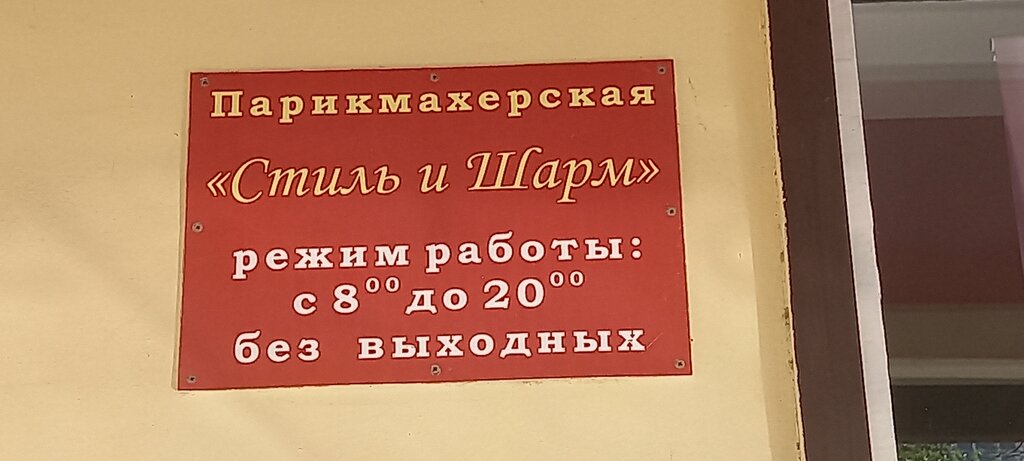 Парикмахерская
«Стиль и Шарм»
режим работы:
с 8⁰⁰ до 20⁰⁰
без выходных